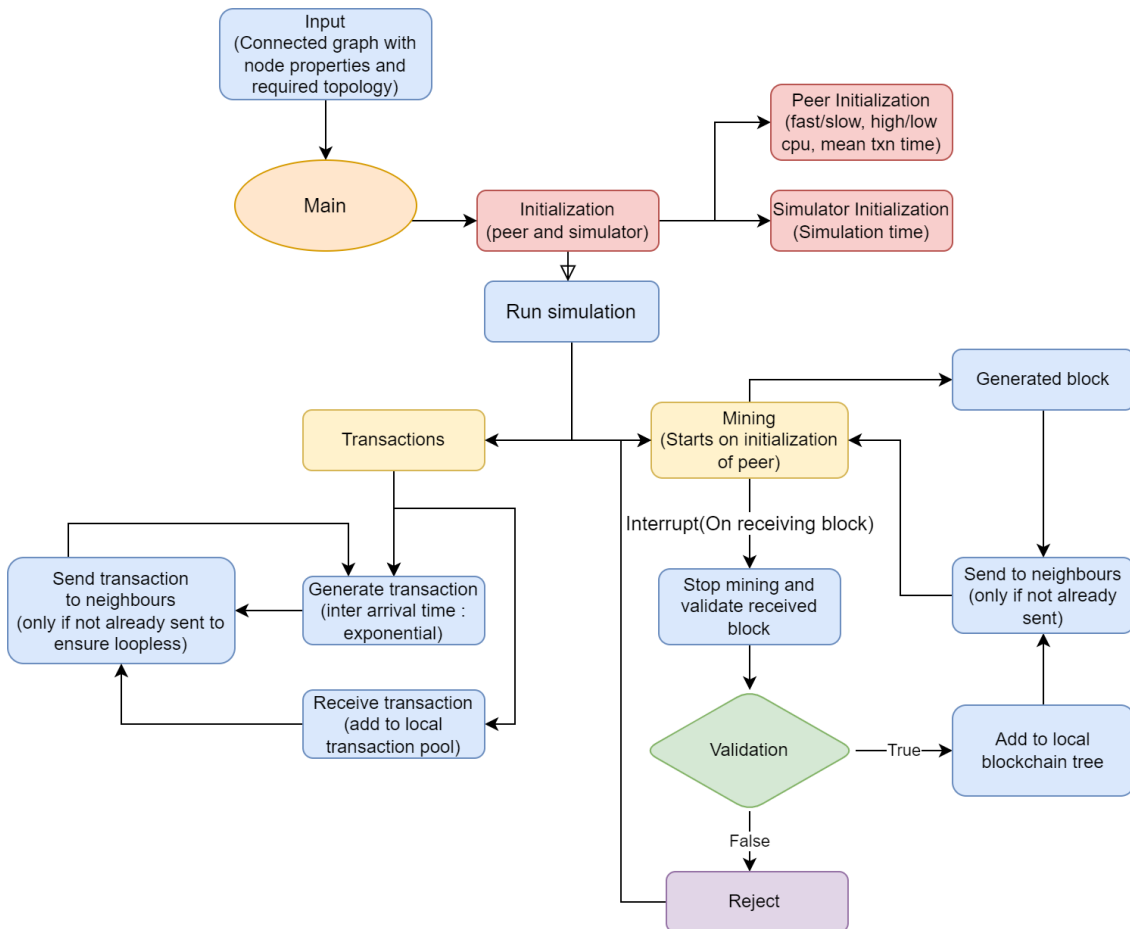 Input
(Connected graph with
node properties and
required topology)
Peer Initialization
(fast/slow, high/low
cpu, mean txn time)
Main
Initialization
(peer and simulator)
Simulator Initialization
(Simulation time)
Run simulation
Generated block
Transactions
Mining
(Starts on initialization
of peer)
Interrupt(On receiving block)
Send transaction
to neighbours
(only if not already sent to
ensure loopless)
Generate transaction
(inter arrival time :
exponential)
Stop mining and
validate received
block
Send to neighbours
(only if not already
sent)
Receive transaction
(add to local
transaction pool)
Validation
True
Add to local
blockchain tree
False
Reject